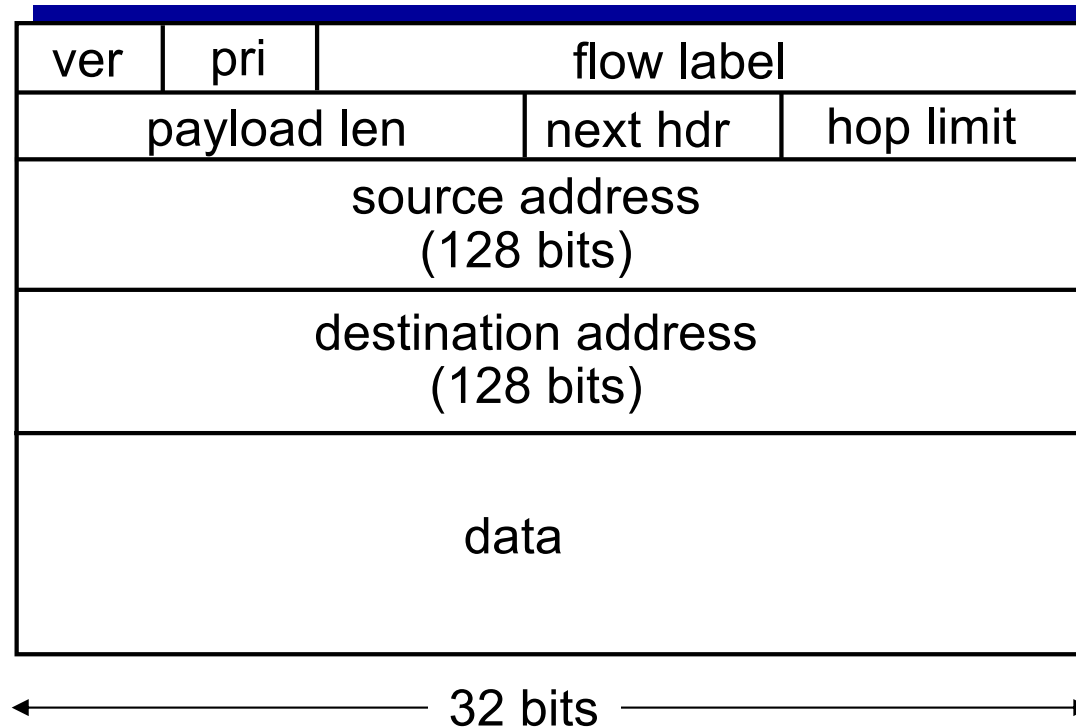 ver pri flow label
payload len next hdr hop limit
source address
(128 bits)
destination address
(128 bits)
data
32 bits